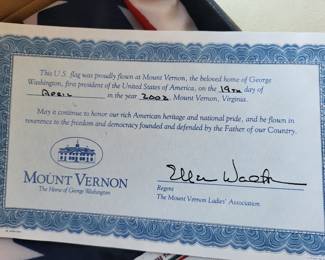 This U.S. flag was proudly flown at Mount Vernon, the beloved home of George
Washington, first president of the United States of America, on the 19TH day of
APRIL in the year 2002. Mount Vernon, Virginia.
May it continue to honor our rich American heritage and national pride, and be flown in
reverence to the freedom and democracy founded and defended by the Father of our Country.
MOUNT VERNON
The Home of George Washington
Regent
The Mount Vernon Ladies' Association